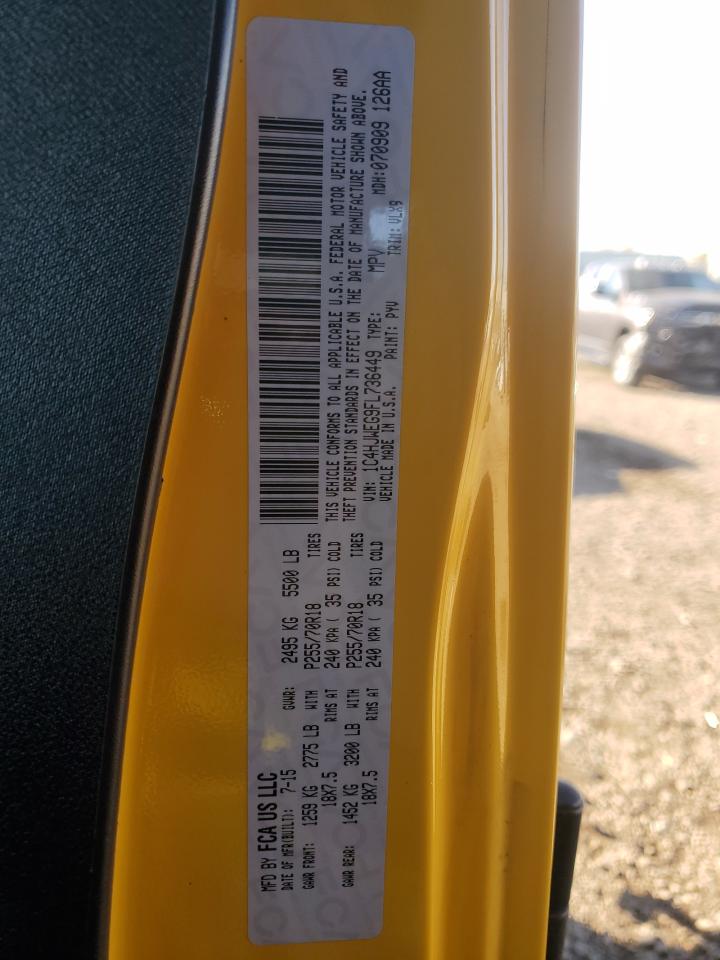 MFD BY FCA US LLC
DATE OF MFR(BUILT): 7-15 GVWR: 2495 KG 5500 LB
GAWR FRONT: 1259 KG 2775 LB WITH P255/70R18 TIRES
18X7.5 RIMS AT 240 KPA ( 35 PSI) COLD
GAWR REAR: 1452 KG 3200 LB WITH P255/70R18 TIRES
18X7.5 RIMS AT 240 KPA ( 35 PSI) COLD
THIS VEHICLE CONFORMS TO ALL APPLICABLE U.S.A. FEDERAL MOTOR VEHICLE SAFETY AND
THEFT PREVENTION STANDARDS IN EFFECT ON THE DATE OF MANUFACTURE SHOWN ABOVE.
VIN: 1C4HJWEG9FL736449 TYPE: MPV MDH:070909 126AA
VEHICLE MADE IN U.S.A. PAINT: PYV TRIM: VLX9